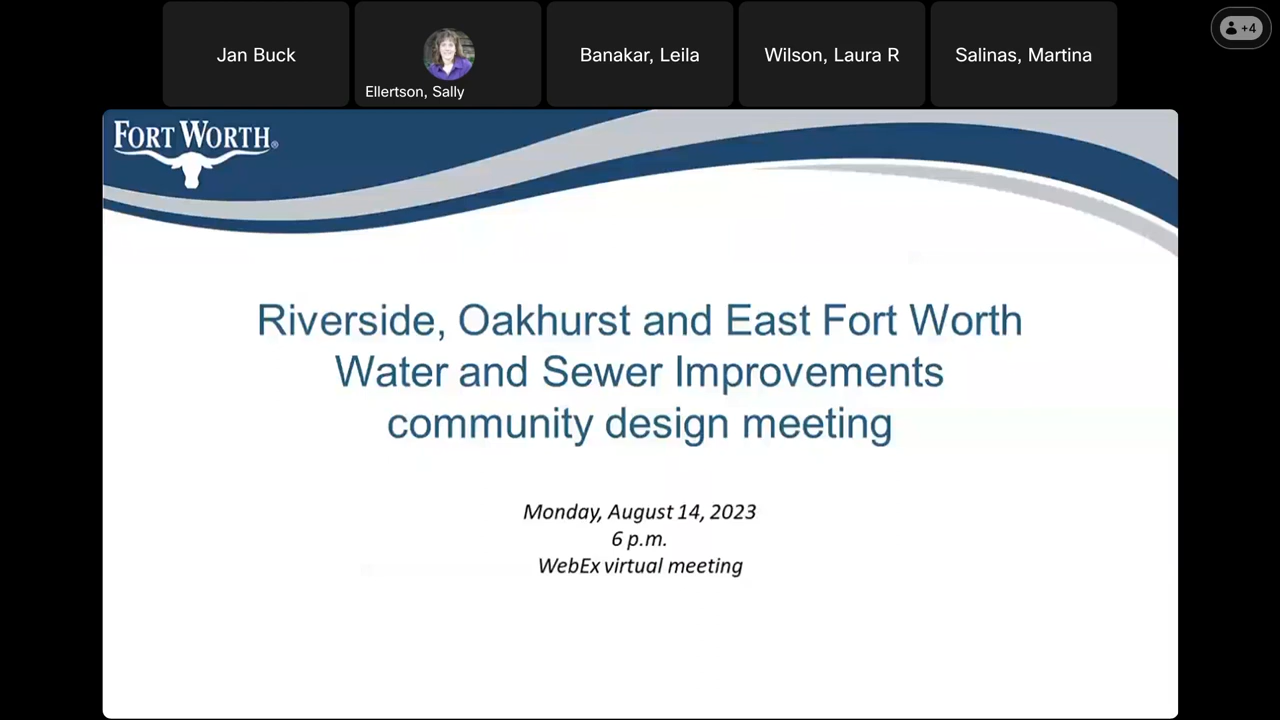 Jan Buck
Ellertson, Sally
Banakar, Leila
Wilson, Laura R
Salinas, Martina
+4
FORT WORTH®
Riverside, Oakhurst and East Fort Worth
Water and Sewer Improvements
community design meeting
Monday, August 14, 2023
6 p.m.
WebEx virtual meeting